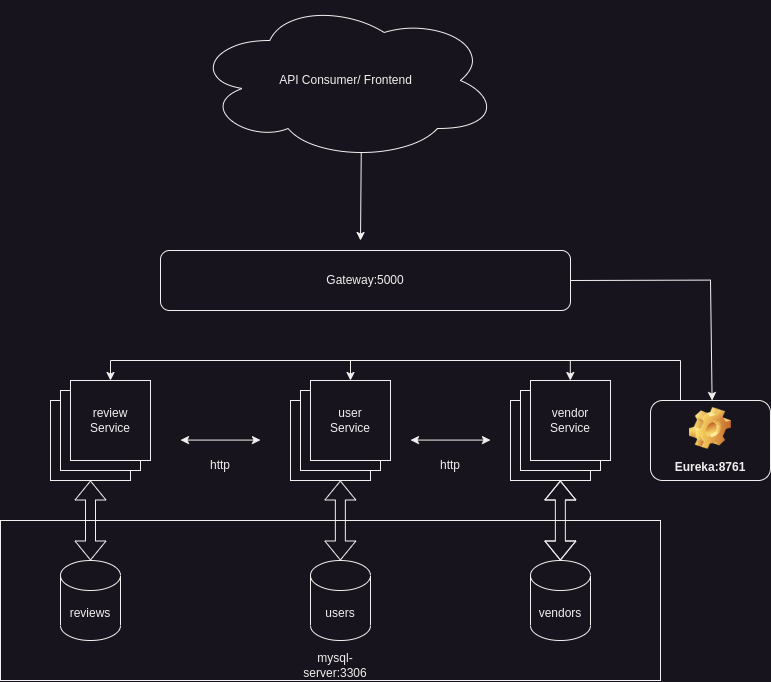 API Consumer/ Frontend
Gateway:5000
review
Service
user
Service
vendor
Service
http
http
Eureka:8761
reviews
users
vendors
mysql-
server:3306